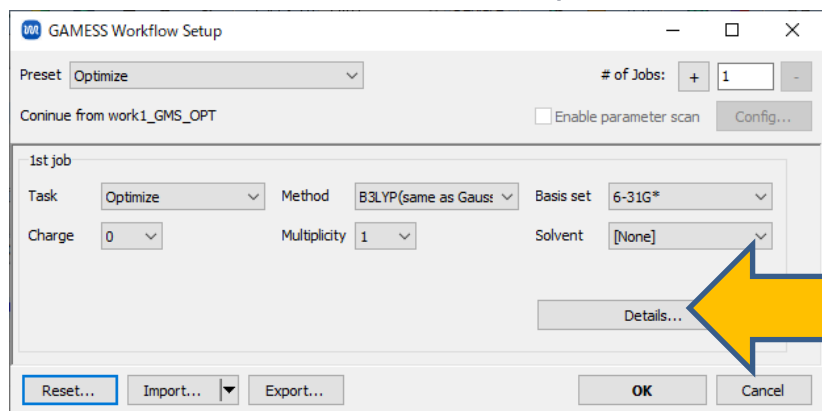 GAMESS Workflow Setup
Preset Optimize # of Jobs: + 1 -
Coninue from work1_GMS_OPT Enable parameter scan Config...
1st job
Task Optimize Method B3LYP(same as Gaus: Basis set 6-31G*
Charge 0 Multiplicity 1 Solvent [None]
Details...
Reset... Import... Export... OK Cancel